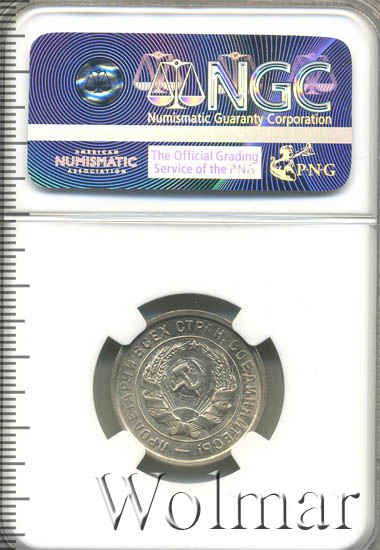 NGC
Numismatic Guaranty Corporation
AMERICAN
NUMISMATIC
ASSOCIATION
The Official Grading
Service of the PNG
PNG
ПРОЛЕТАРИИ ВСЕХ СТРАН, СОЕДИНЯЙТЕСЬ!
Wolmar